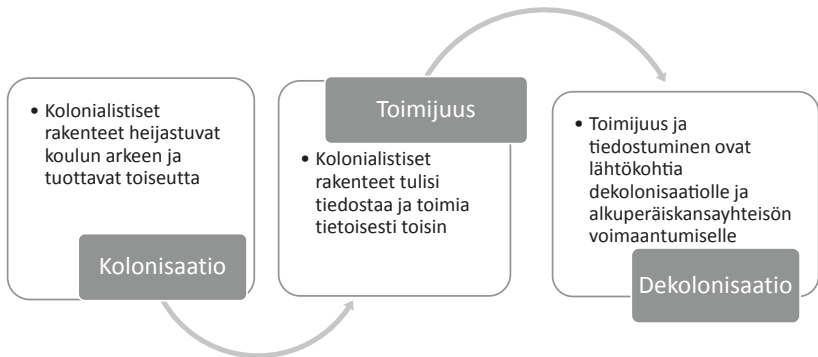 • Kolonialistiset
rakenteet heijastuvat
koulun arkeen ja
tuottavat toiseutta
Kolonisaatio
Toimijuus
• Kolonialistiset
rakenteet tulisi
tiedostaa ja toimia
tietoisesti toisin
• Toimijuus ja
tiedostuminen ovat
lähtökohtia
dekolonisaatiolle ja
alkuperäiskansayhteisön
voimaantumiselle
Dekolonisaatio